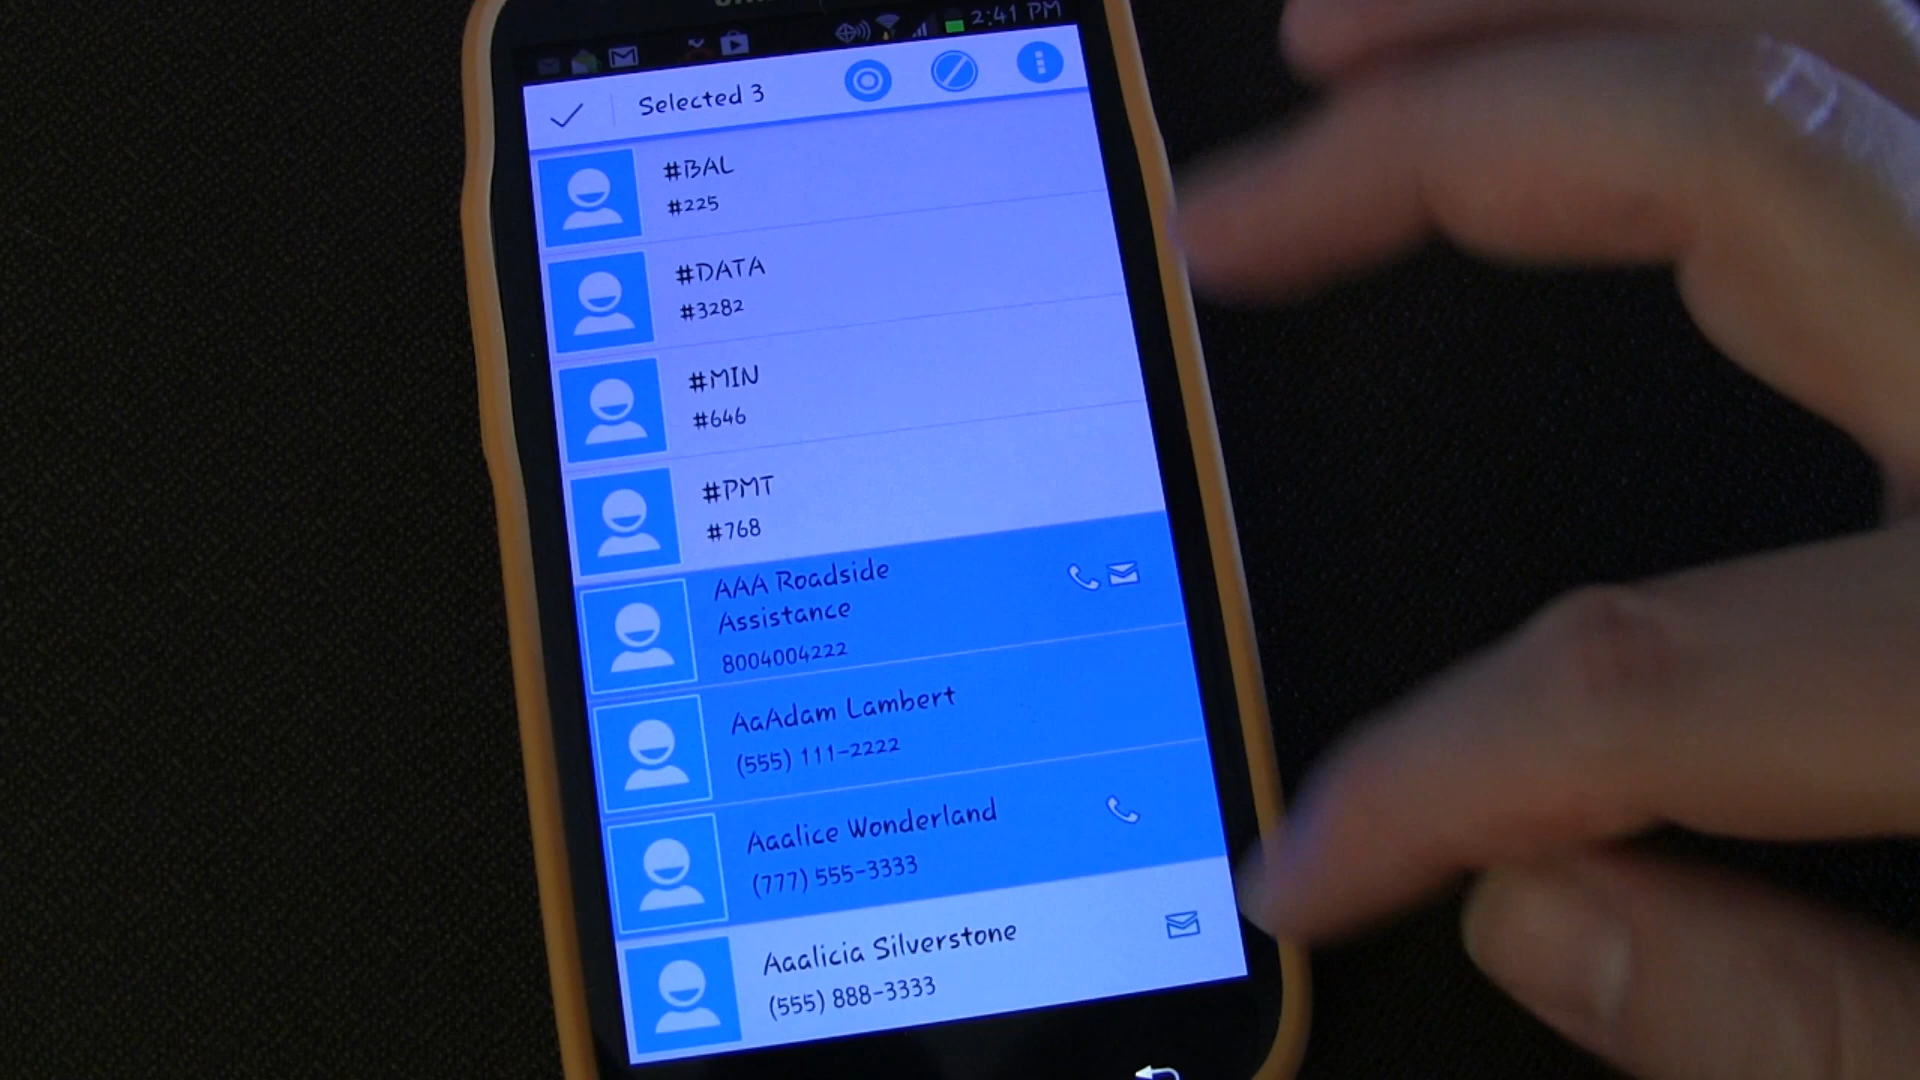 2:41 PM
Selected 3
#BAL
#225
#DATA
#3282
#MIN
#646
#PMT
#768
AAA Roadside
Assistance
8004004222
AaAdam Lambert
(555) 111-2222
Aaalice Wonderland
(777) 555-3333
Aaalicia Silverstone
(555) 888-3333